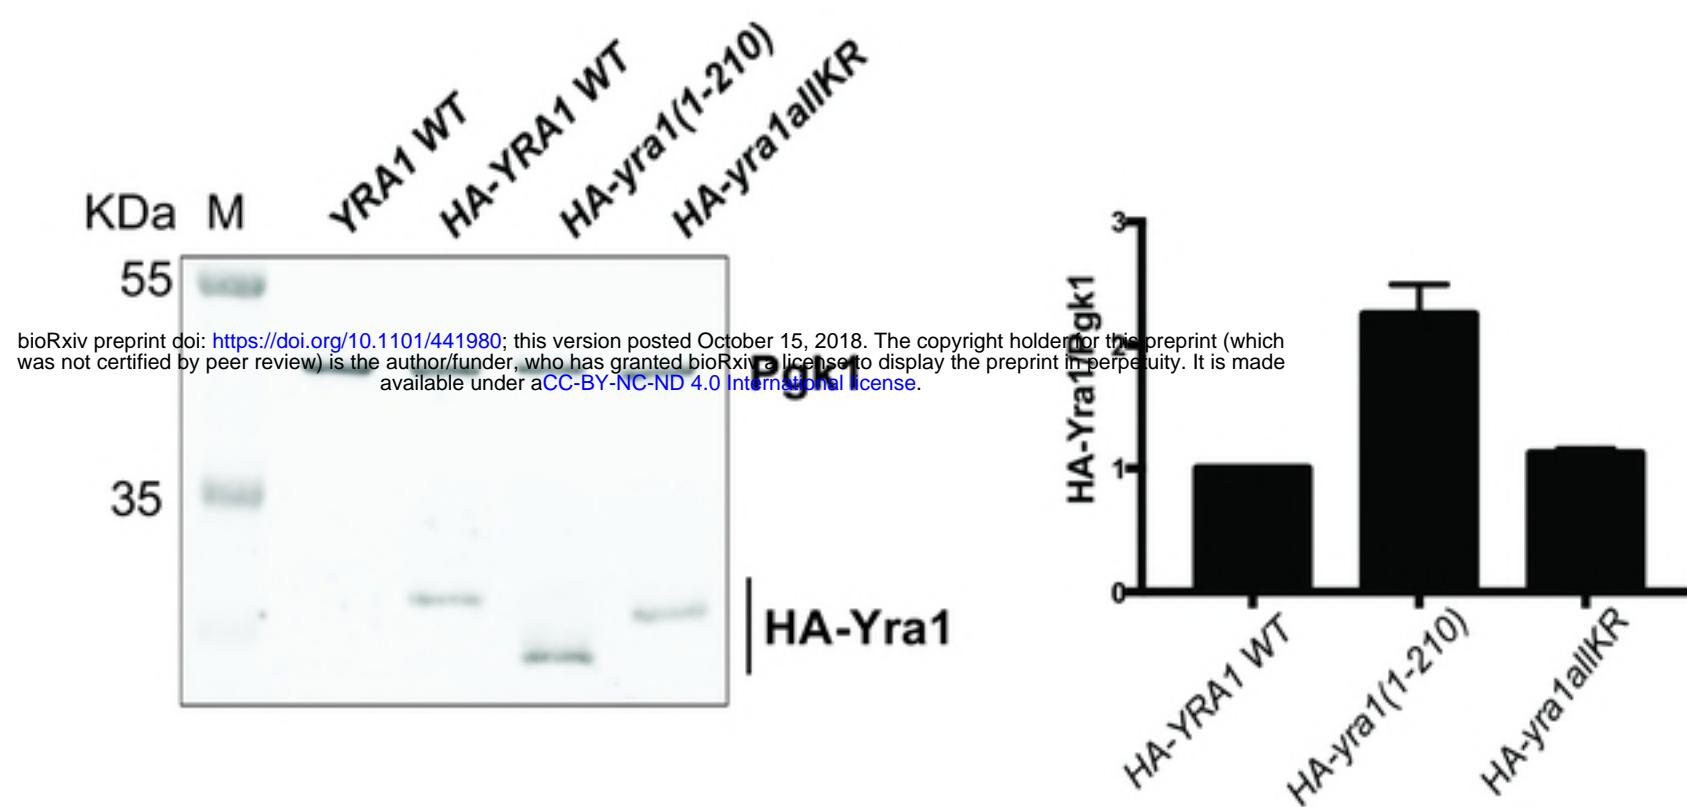 YRA1 WT
HA-YRA1 WT
HA-yra1(1-210)
HA-yra1allKR
KDa M
55
35
Pgk1
HA-Yra1
bioRxiv preprint doi: https://doi.org/10.1101/441980; this version posted October 15, 2018. The copyright holder for this preprint (which
was not certified by peer review) is the author/funder, who has granted bioRxiv a license to display the preprint in perpetuity. It is made
available under aCC-BY-NC-ND 4.0 International license.
HA-Yra1/Pgk1
3
2
1
0
HA-YRA1 WT
HA-yra1(1-210)
HA-yra1allKR